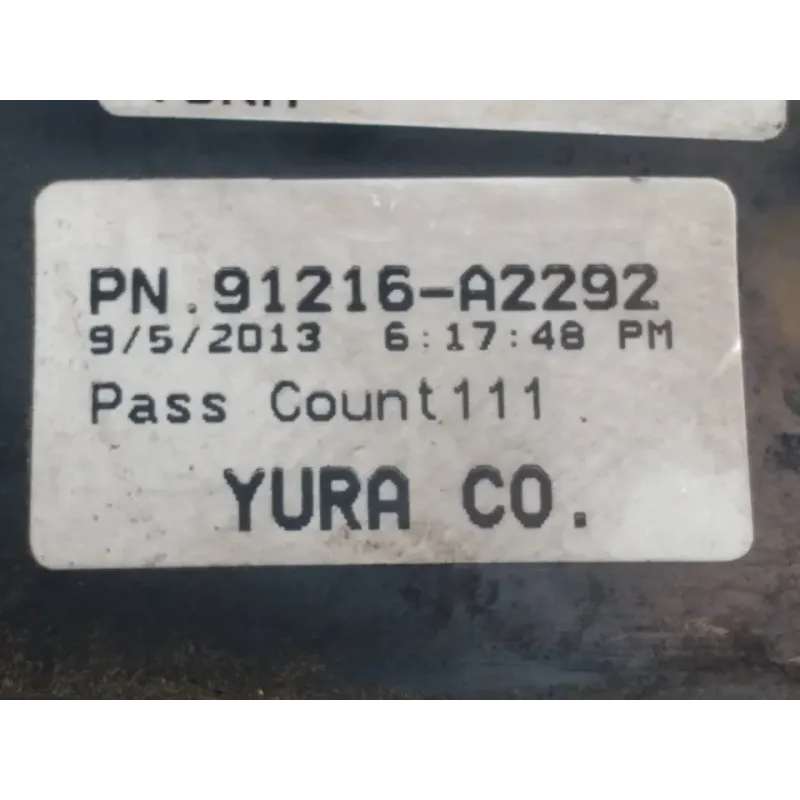 PN.91216-A2292
9/5/2013 6:17:48 PM
Pass Count111
YURA CO.